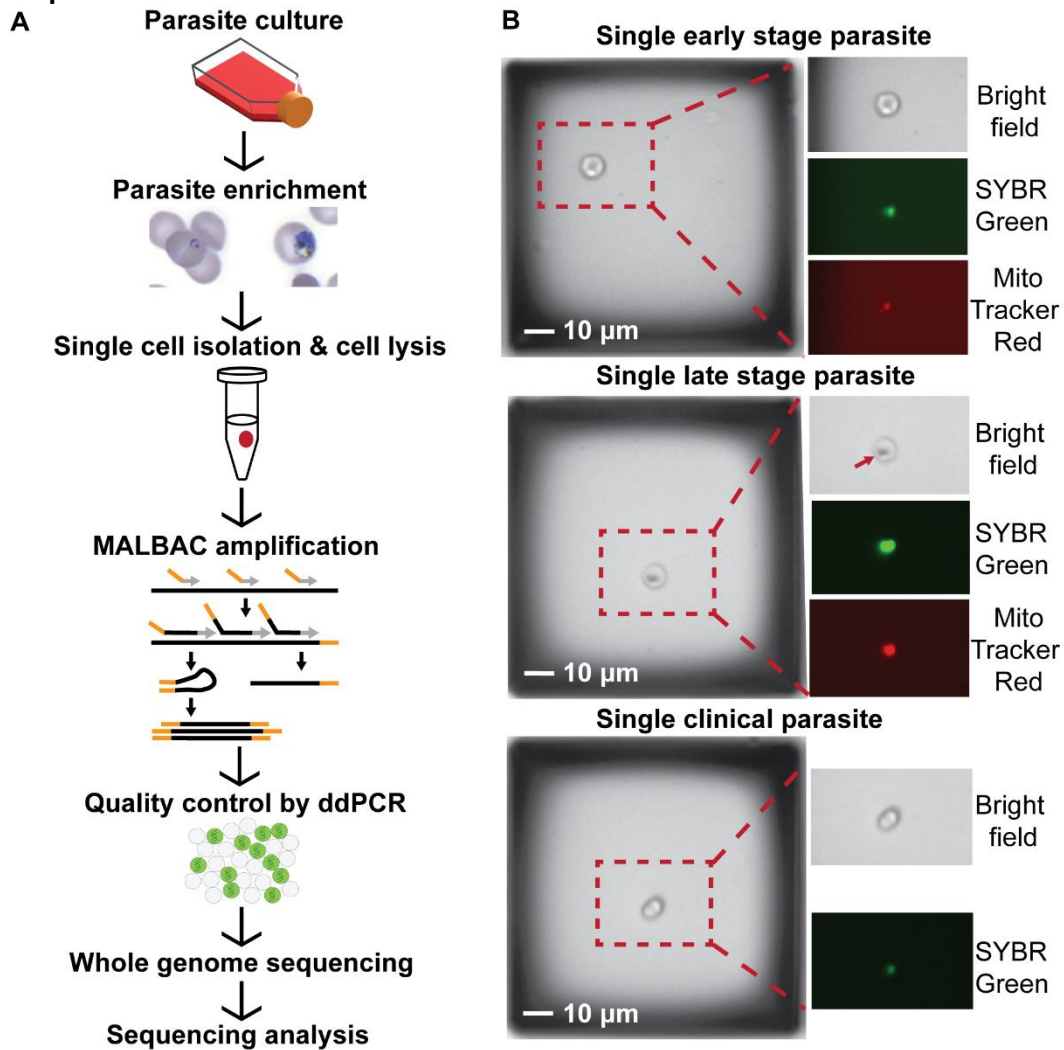 A
Parasite culture
Parasite enrichment
Single cell isolation & cell lysis
MALBAC amplification
Quality control by ddPCR
Whole genome sequencing
Sequencing analysis
B
Single early stage parasite
10 µm
Bright
field
SYBR
Green
Mito
Tracker
Red
Single late stage parasite
10 µm
Bright
field
SYBR
Green
Mito
Tracker
Red
Single clinical parasite
10 µm
Bright
field
SYBR
Green